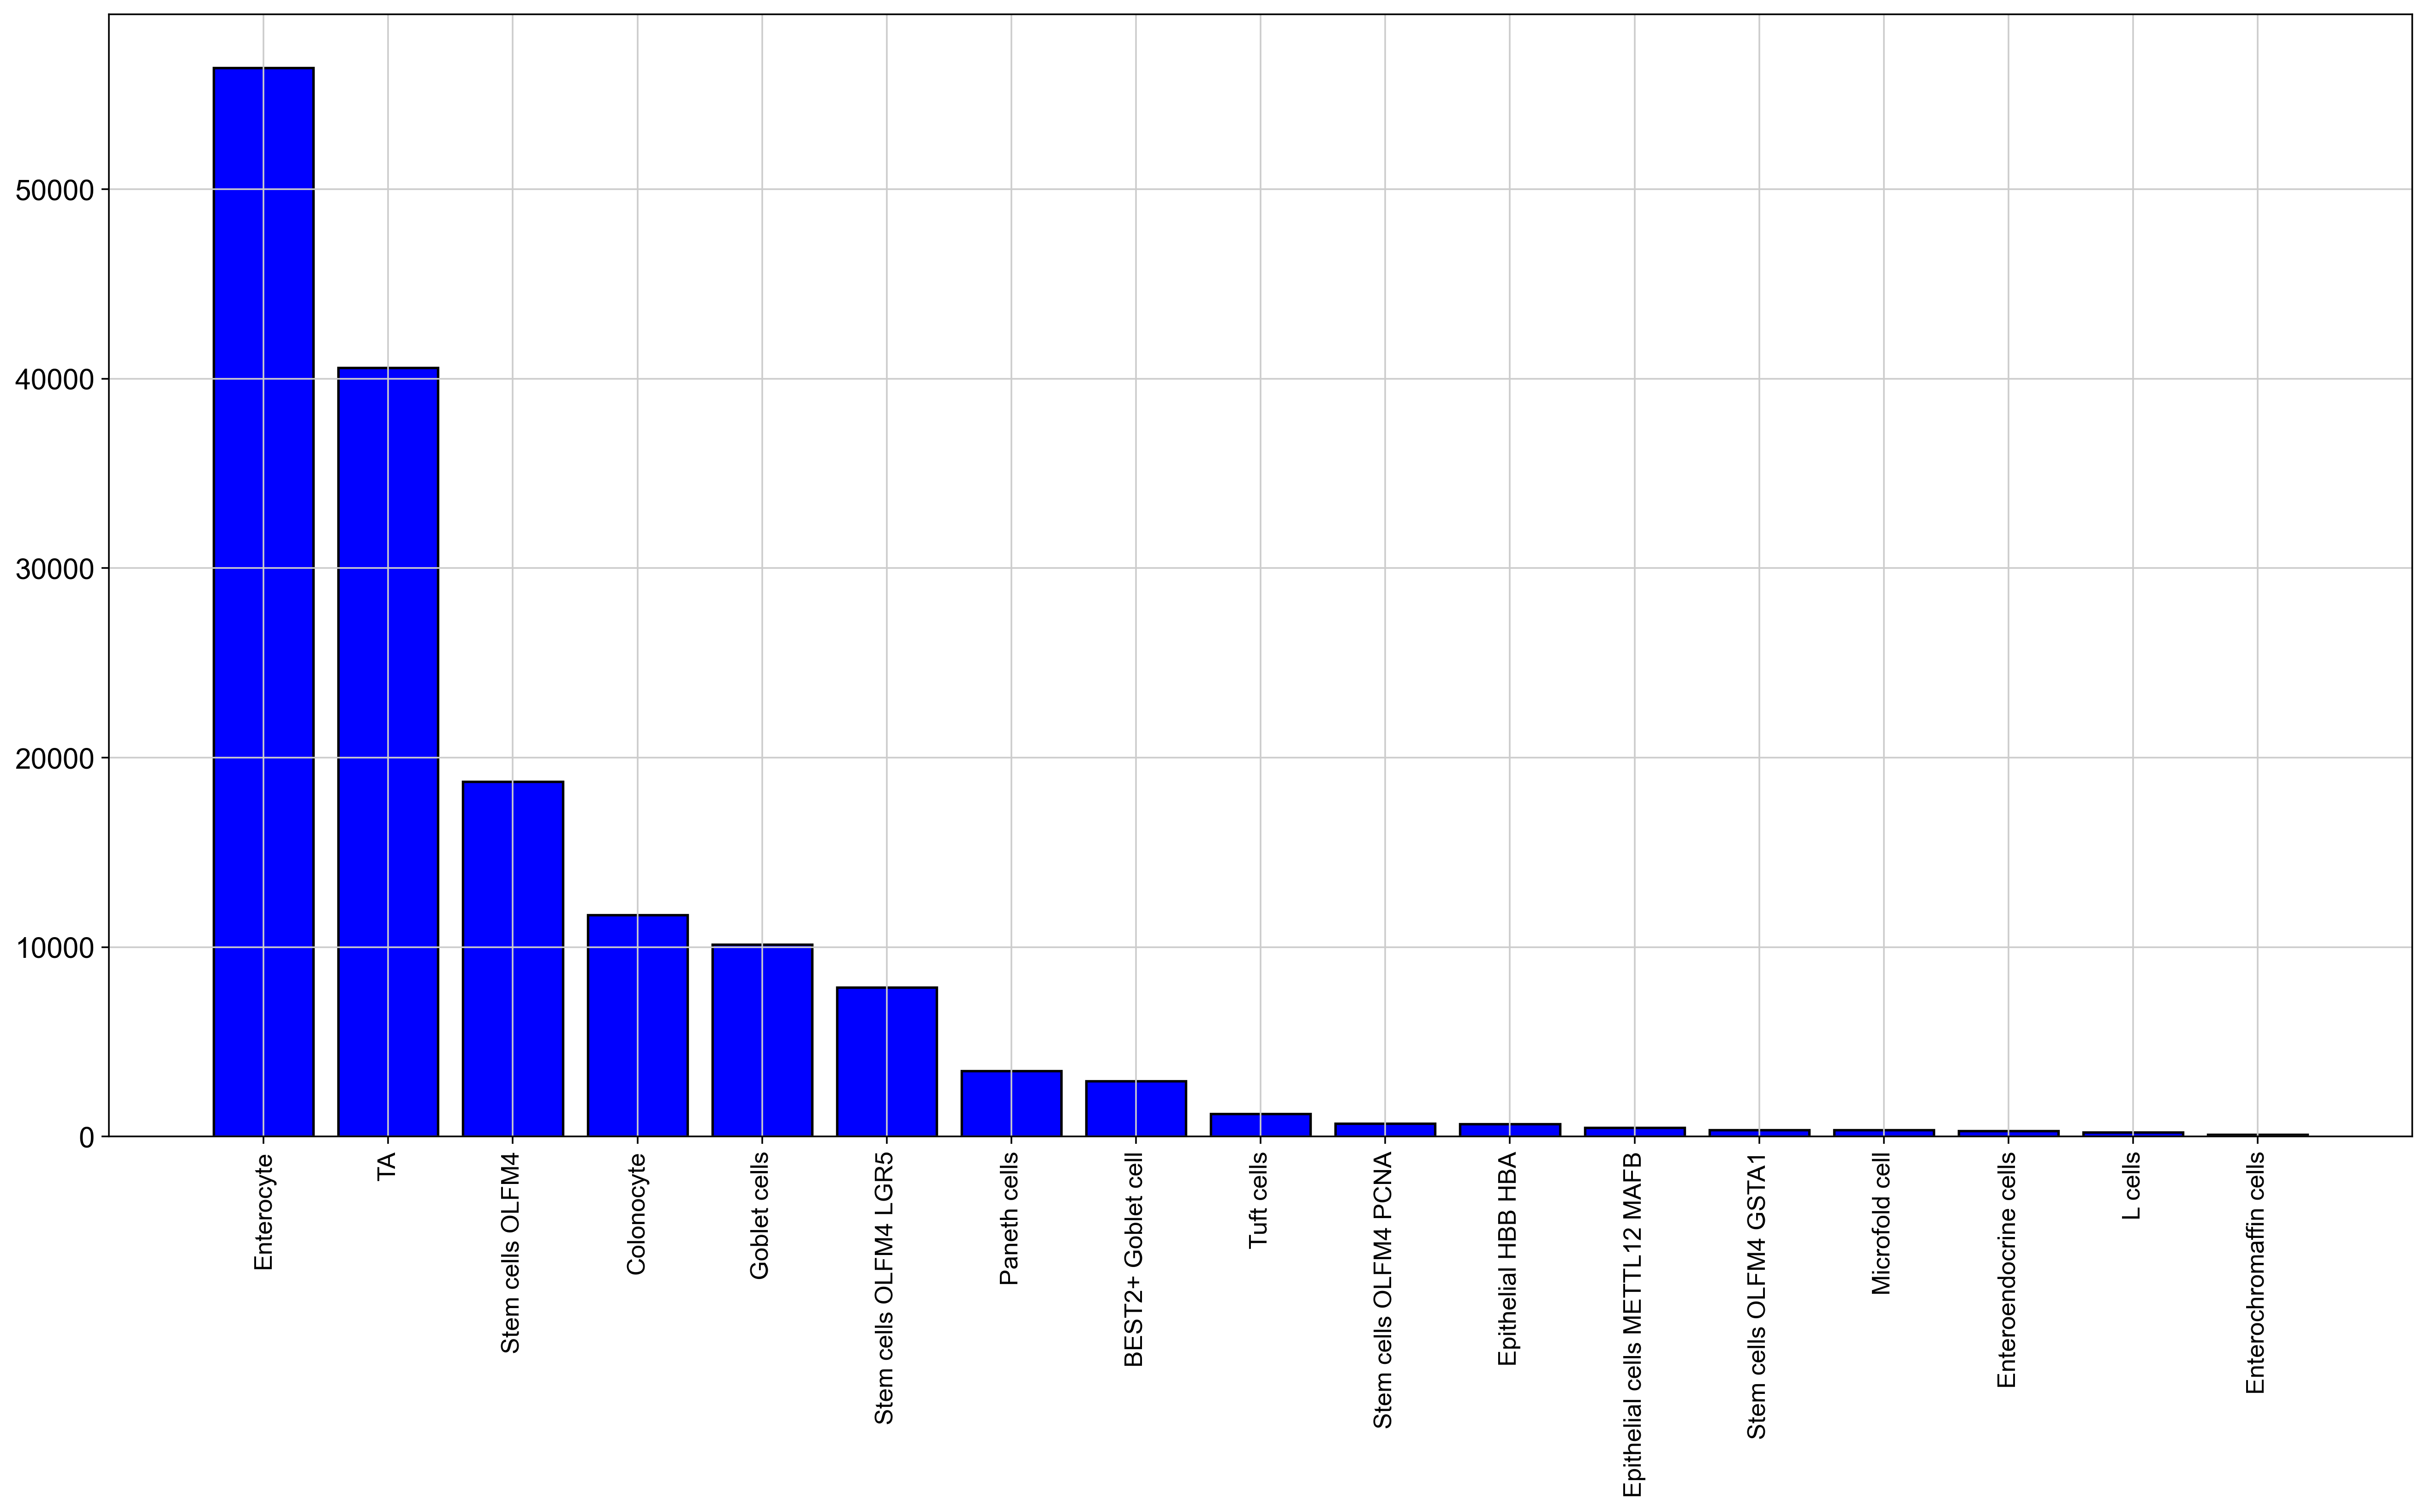 50000
40000
30000
20000
10000
0
Enterocyte
TA
Stem cells OLFM4
Colonocyte
Goblet cells
Stem cells OLFM4 LGR5
Paneth cells
BEST2+ Goblet cell
Tuft cells
Stem cells OLFM4 PCNA
Epithelial HBB HBA
Epithelial cells METTL12 MAFB
Stem cells OLFM4 GSTA1
Microfold cell
Enteroendocrine cells
L cells
Enterochromaffin cells